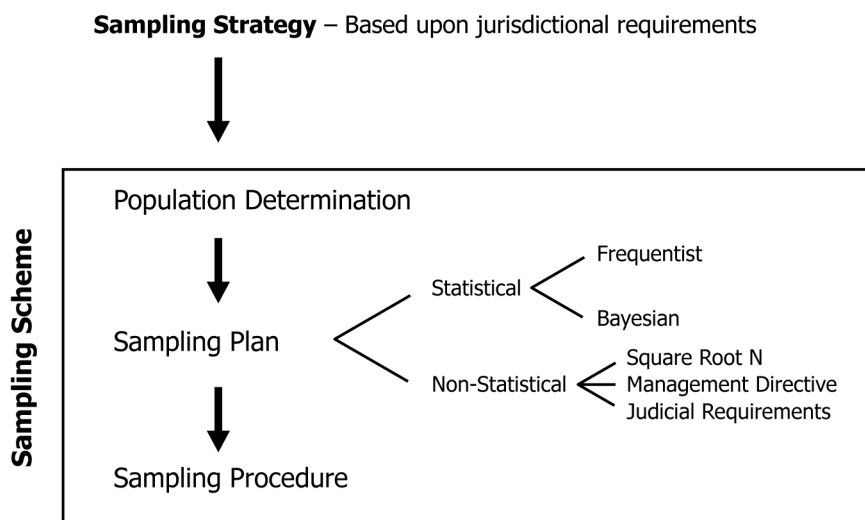 Sampling Strategy – Based upon jurisdictional requirements
Sampling Scheme
Population Determination
Sampling Plan
Statistical
Frequentist
Bayesian
Non-Statistical
Square Root N
Management Directive
Judicial Requirements
Sampling Procedure